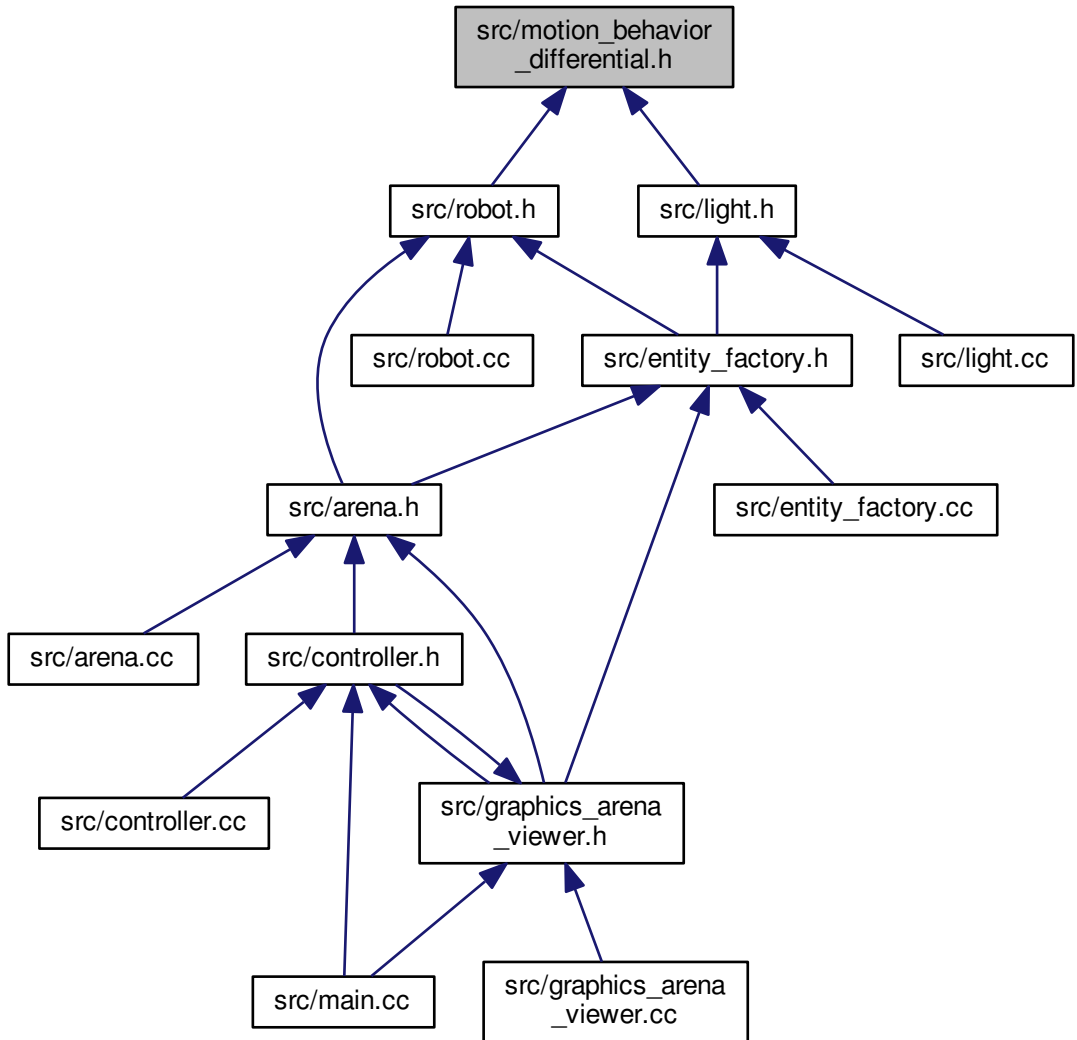 src/motion_behavior
_differential.h
src/robot.h
src/light.h
src/robot.cc
src/entity_factory.h
src/light.cc
src/arena.h
src/entity_factory.cc
src/arena.cc
src/controller.h
src/controller.cc
src/graphics_arena
_viewer.h
src/main.cc
src/graphics_arena
_viewer.cc